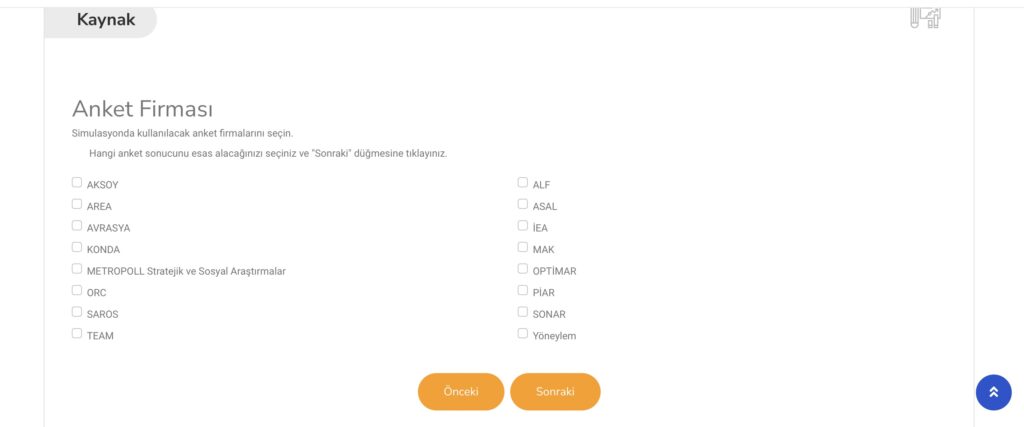 Kaynak
Anket Firması
Simulasyonda kullanılacak anket firmalarını seçin.
Hangi anket sonucunu esas alacağınızı seçiniz ve "Sonraki" düğmesine tıklayınız.
AKSOY
ALF
AREA
ASAL
AVRASYA
İEA
KONDA
MAK
METROPOLL Stratejik ve Sosyal Araştırmalar
OPTİMAR
ORC
PİAR
SAROS
SONAR
TEAM
Yöneylem
Önceki
Sonraki